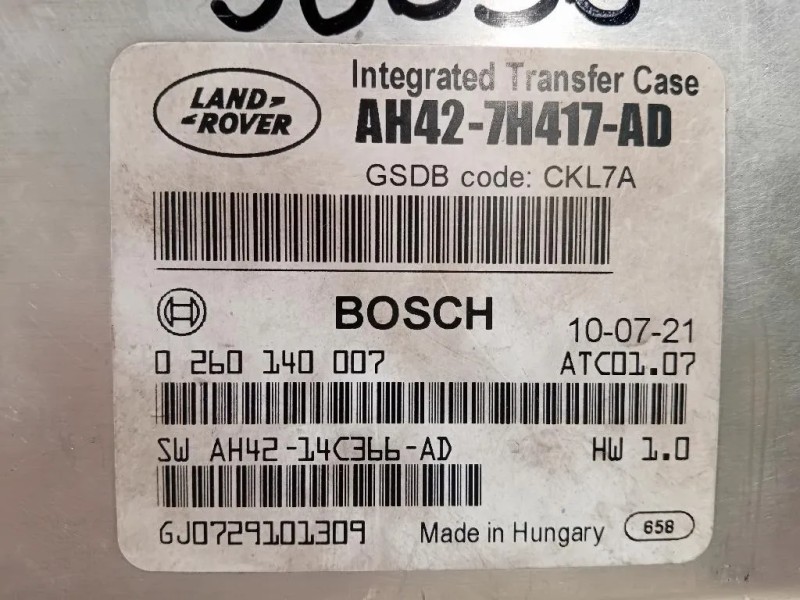 LAND
ROVER
Integrated Transfer Case
AH42-7H417-AD
GSDB code: CKL7A
BOSCH
10-07-21
0 260 140 007
ATC01.07
SW AH42-14C366-AD
HW 1.0
GJ0729101309
Made in Hungary
658